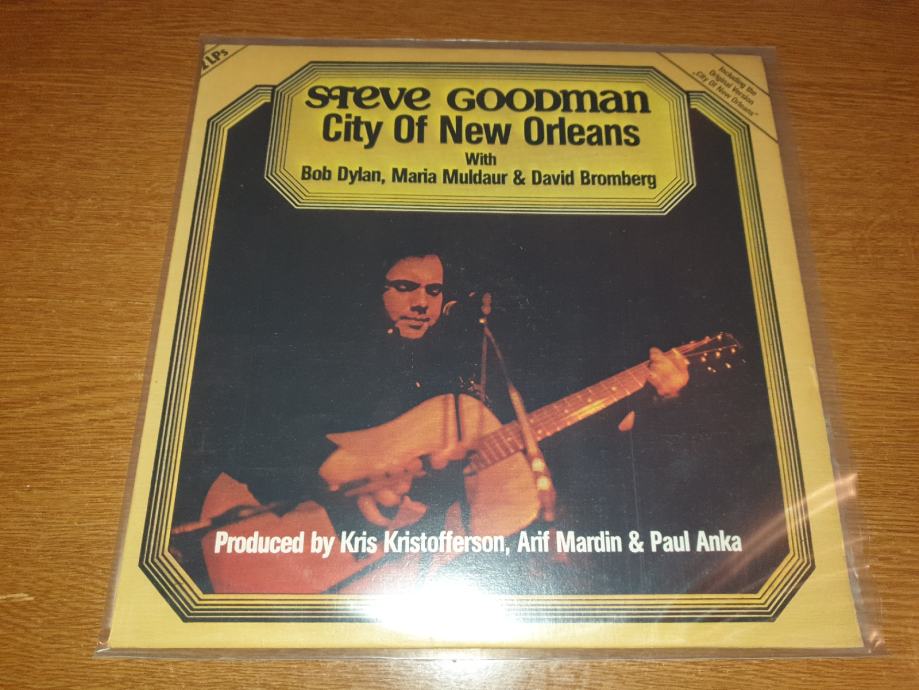 2 LPs
Including the
Original Version
„City Of New Orleans"
STEVE GOODMAN
City Of New Orleans
With
Bob Dylan, Maria Muldaur & David Bromberg
Produced by Kris Kristofferson, Arif Mardin & Paul Anka